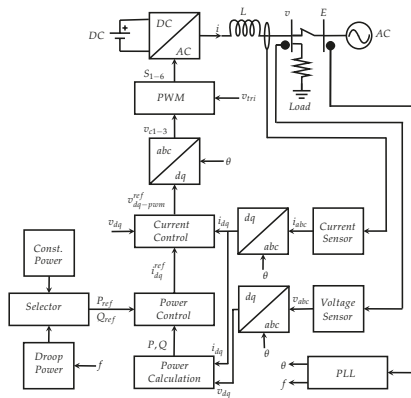 L
v
E
DC
DC
AC
i
AC
S1-6
PWM
vtri
Load
vc1-3
abc
dq
θ
v^ref_dq-pwm
vdq
Current
Control
idq
dq
abc
iabc
Current
Sensor
θ
Const.
Power
i^ref_dq
Selector
Pref
Qref
Power
Control
dq
abc
vabc
Voltage
Sensor
θ
P,Q
idq
Droop
Power
f
Power
Calculation
vdq
θ
f
PLL